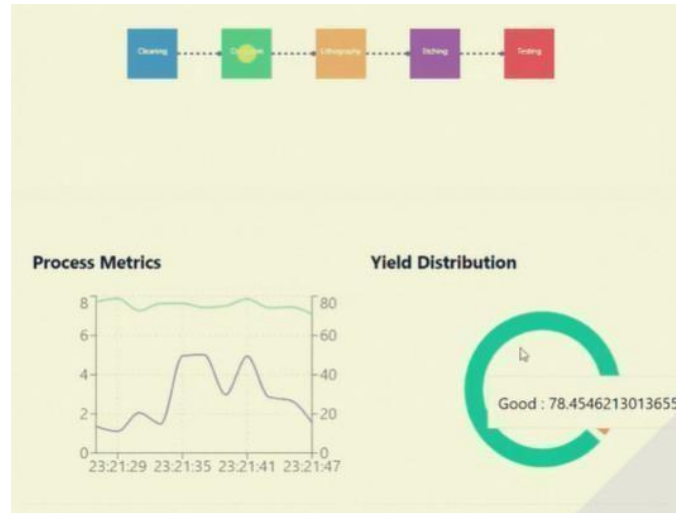 Cleaning
Lithography
Etching
Testing
Process Metrics
Yield Distribution
8
80
6
60
4
40
2
20
0
0
23:21:29 23:21:35 23:21:41 23:21:47
Good : 78.4546213013655